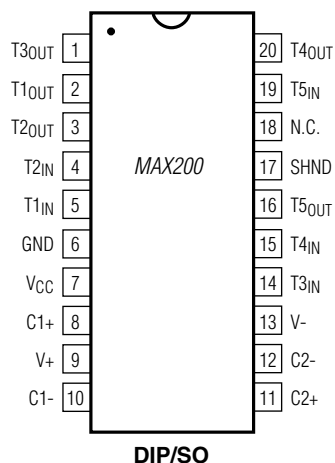 T3OUT 1 20 T4OUT
T1OUT 2 19 T5IN
T2OUT 3 18 N.C.
T2IN 4 MAX200 17 SHND
T1IN 5 16 T5OUT
GND 6 15 T4IN
VCC 7 14 T3IN
C1+ 8 13 V-
V+ 9 12 C2-
C1- 10 11 C2+
DIP/SO